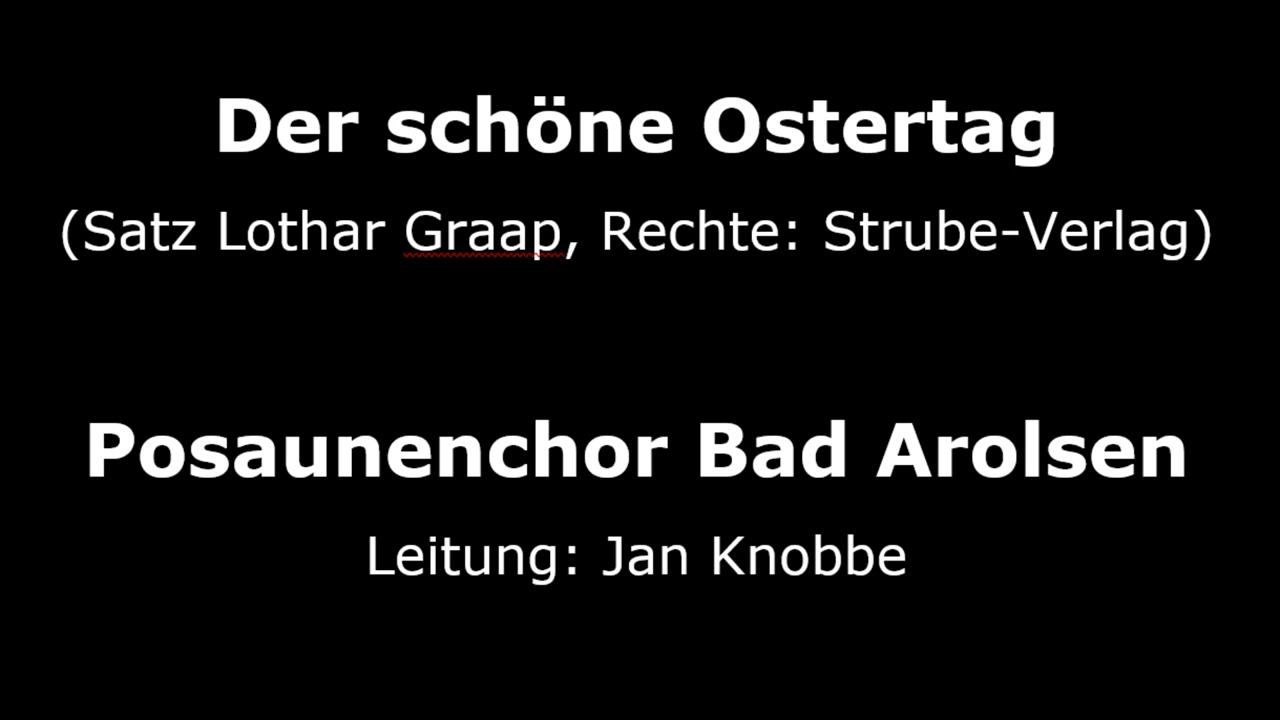 Der schöne Ostertag
(Satz Lothar Graap, Rechte: Strube-Verlag)
Posaunenchor Bad Arolsen
Leitung: Jan Knobbe